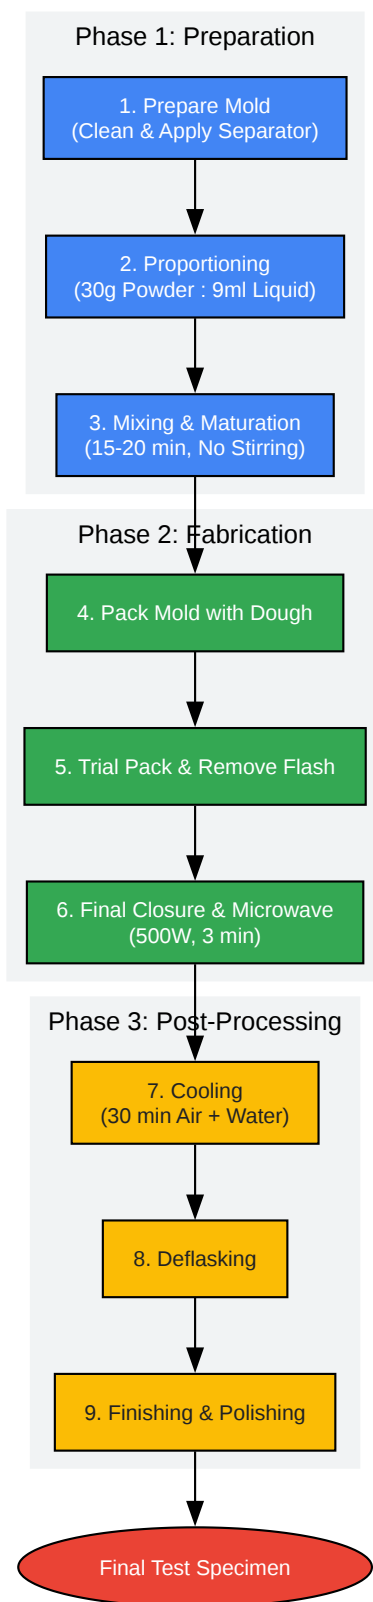 Phase 1: Preparation
1. Prepare Mold
(Clean & Apply Separator)
2. Proportioning
(30g Powder : 9ml Liquid)
3. Mixing & Maturation
(15-20 min, No Stirring)
Phase 2: Fabrication
4. Pack Mold with Dough
5. Trial Pack & Remove Flash
6. Final Closure & Microwave
(500W, 3 min)
Phase 3: Post-Processing
7. Cooling
(30 min Air + Water)
8. Deflasking
9. Finishing & Polishing
Final Test Specimen